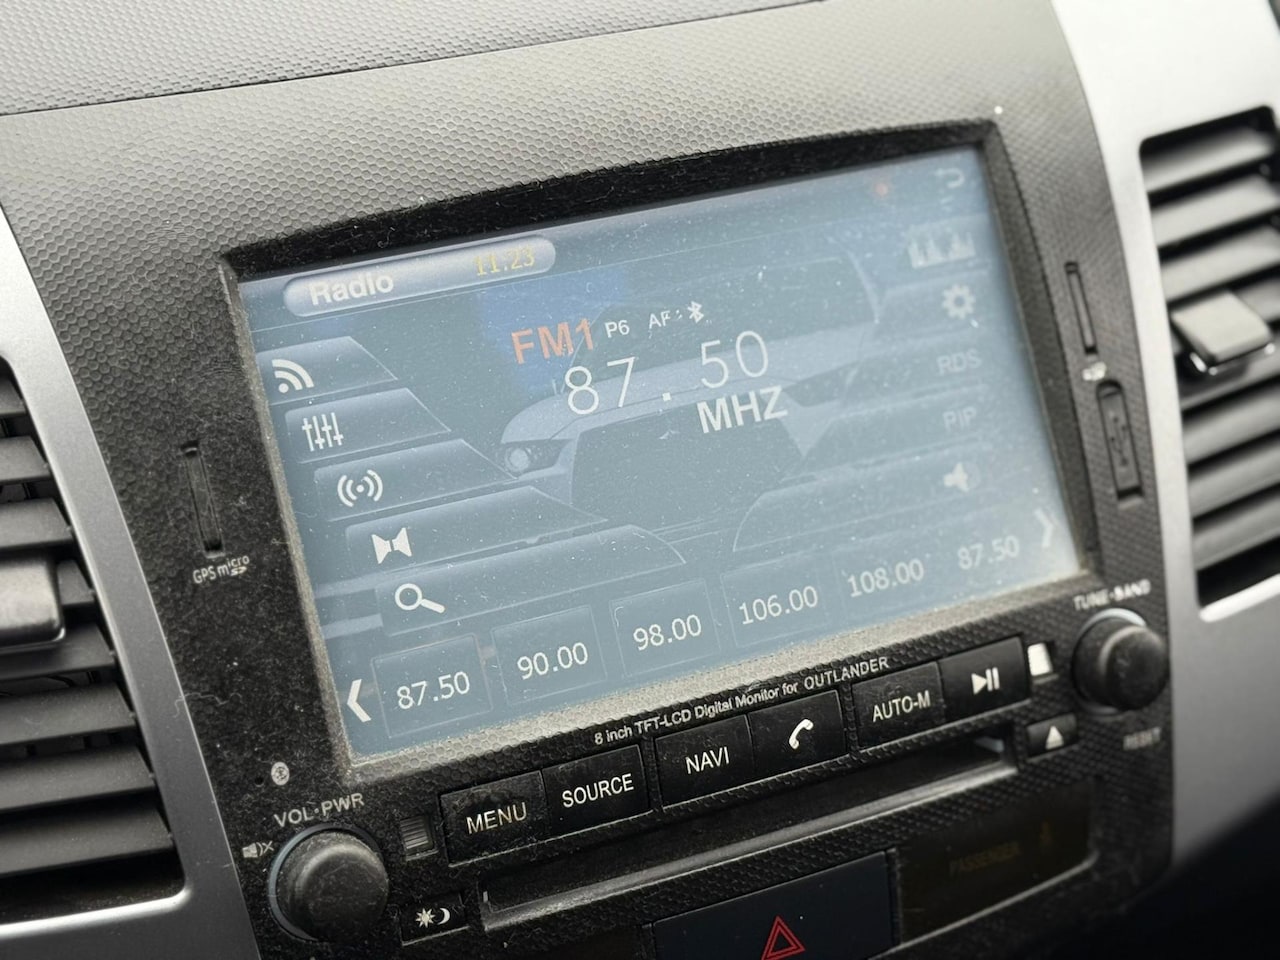 Radio 11:23
FM1 P6 AF
87.50
MHZ
RDS
PIP
87.50 90.00 98.00 106.00 108.00 87.50
GPS micro SD
8 inch TFT-LCD Digital Monitor for OUTLANDER
TUNE·BAND
VOL·PWR
MENU SOURCE NAVI AUTO-M
RESET
PASSENGER